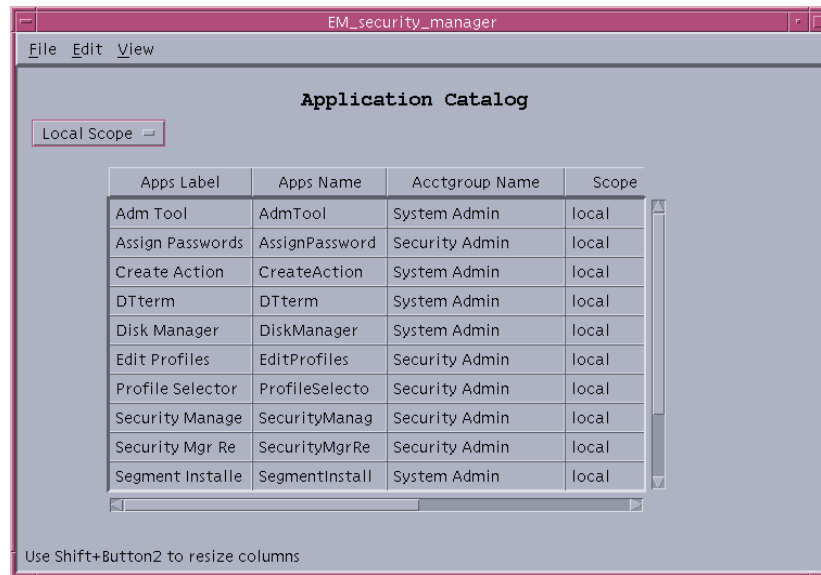 EM_security_manager
File Edit View
Application Catalog
Local Scope
Apps Label Apps Name Acctgroup Name Scope
Adm Tool AdmTool System Admin local
Assign Passwords AssignPassword Security Admin local
Create Action CreateAction System Admin local
DTterm DTterm System Admin local
Disk Manager DiskManager System Admin local
Edit Profiles EditProfiles Security Admin local
Profile Selector ProfileSelecto Security Admin local
Security Manage SecurityManag Security Admin local
Security Mgr Re SecurityMgrRe Security Admin local
Segment Installe SegmentInstall System Admin local
Use Shift+Button2 to resize columns